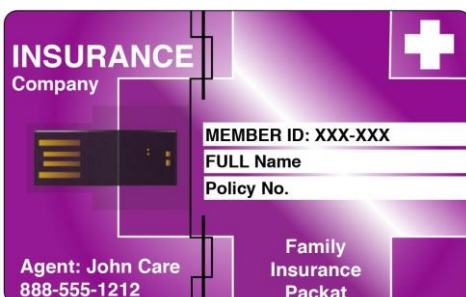 INSURANCE
Company
MEMBER ID: XXX-XXX
FULL Name
Policy No.
Agent: John Care
888-555-1212
Family
Insurance
Packat